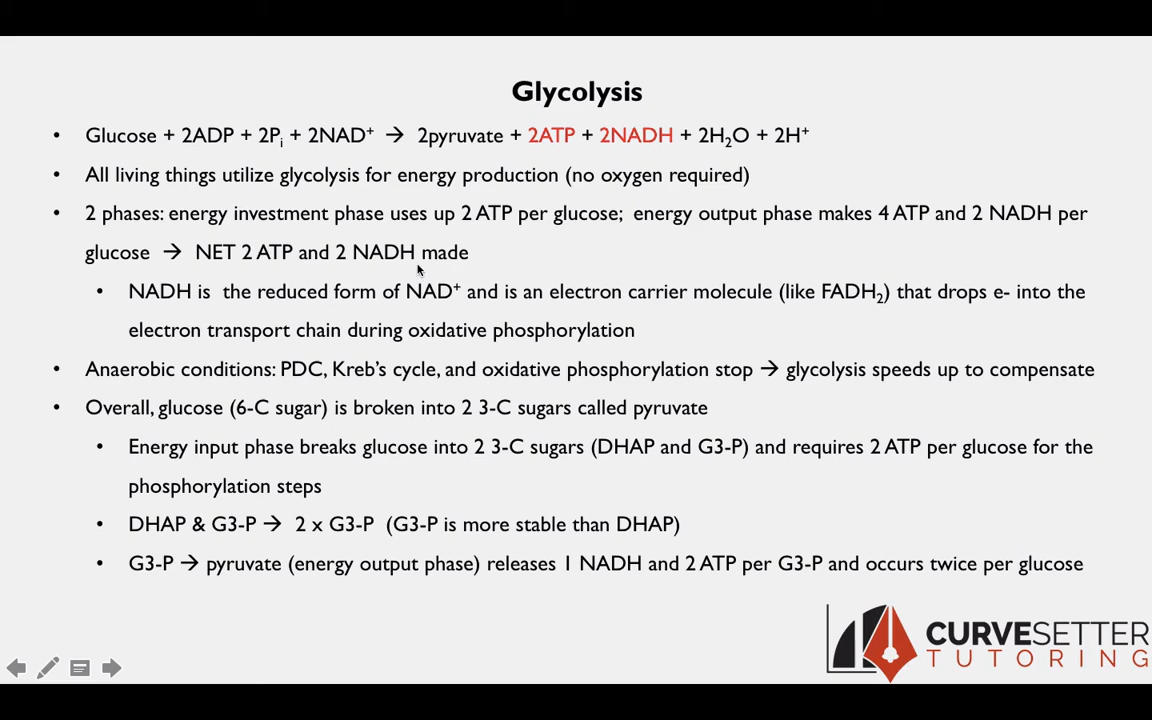 Glycolysis
• Glucose + 2ADP + 2Pᵢ + 2NAD⁺ → 2pyruvate + 2ATP + 2NADH + 2H₂O + 2H⁺
• All living things utilize glycolysis for energy production (no oxygen required)
• 2 phases: energy investment phase uses up 2 ATP per glucose; energy output phase makes 4 ATP and 2 NADH per
glucose → NET 2 ATP and 2 NADH made
• NADH is the reduced form of NAD⁺ and is an electron carrier molecule (like FADH₂) that drops e- into the
electron transport chain during oxidative phosphorylation
• Anaerobic conditions: PDC, Kreb's cycle, and oxidative phosphorylation stop → glycolysis speeds up to compensate
• Overall, glucose (6-C sugar) is broken into 2 3-C sugars called pyruvate
• Energy input phase breaks glucose into 2 3-C sugars (DHAP and G3-P) and requires 2 ATP per glucose for the
phosphorylation steps
• DHAP & G3-P → 2 x G3-P (G3-P is more stable than DHAP)
• G3-P → pyruvate (energy output phase) releases 1 NADH and 2 ATP per G3-P and occurs twice per glucose
CURVESETTER
TUTORING